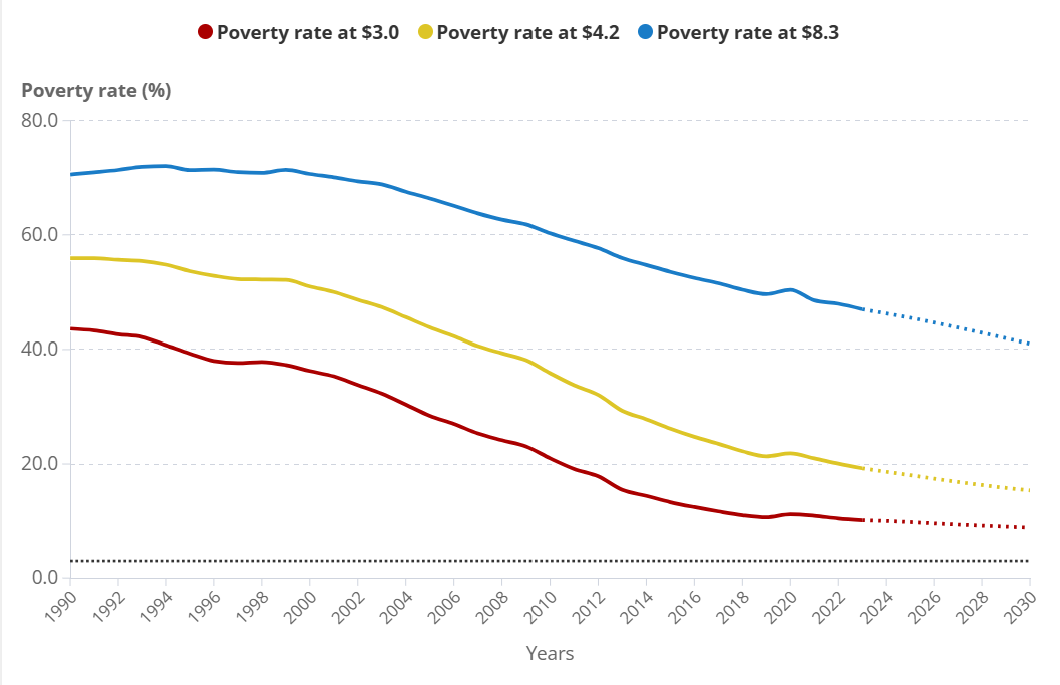 Poverty rate at $3.0 Poverty rate at $4.2 Poverty rate at $8.3
Poverty rate (%)
80.0
60.0
40.0
20.0
0.0
1990 1992 1994 1996 1998 2000 2002 2004 2006 2008 2010 2012 2014 2016 2018 2020 2022 2024 2026 2028 2030
Years